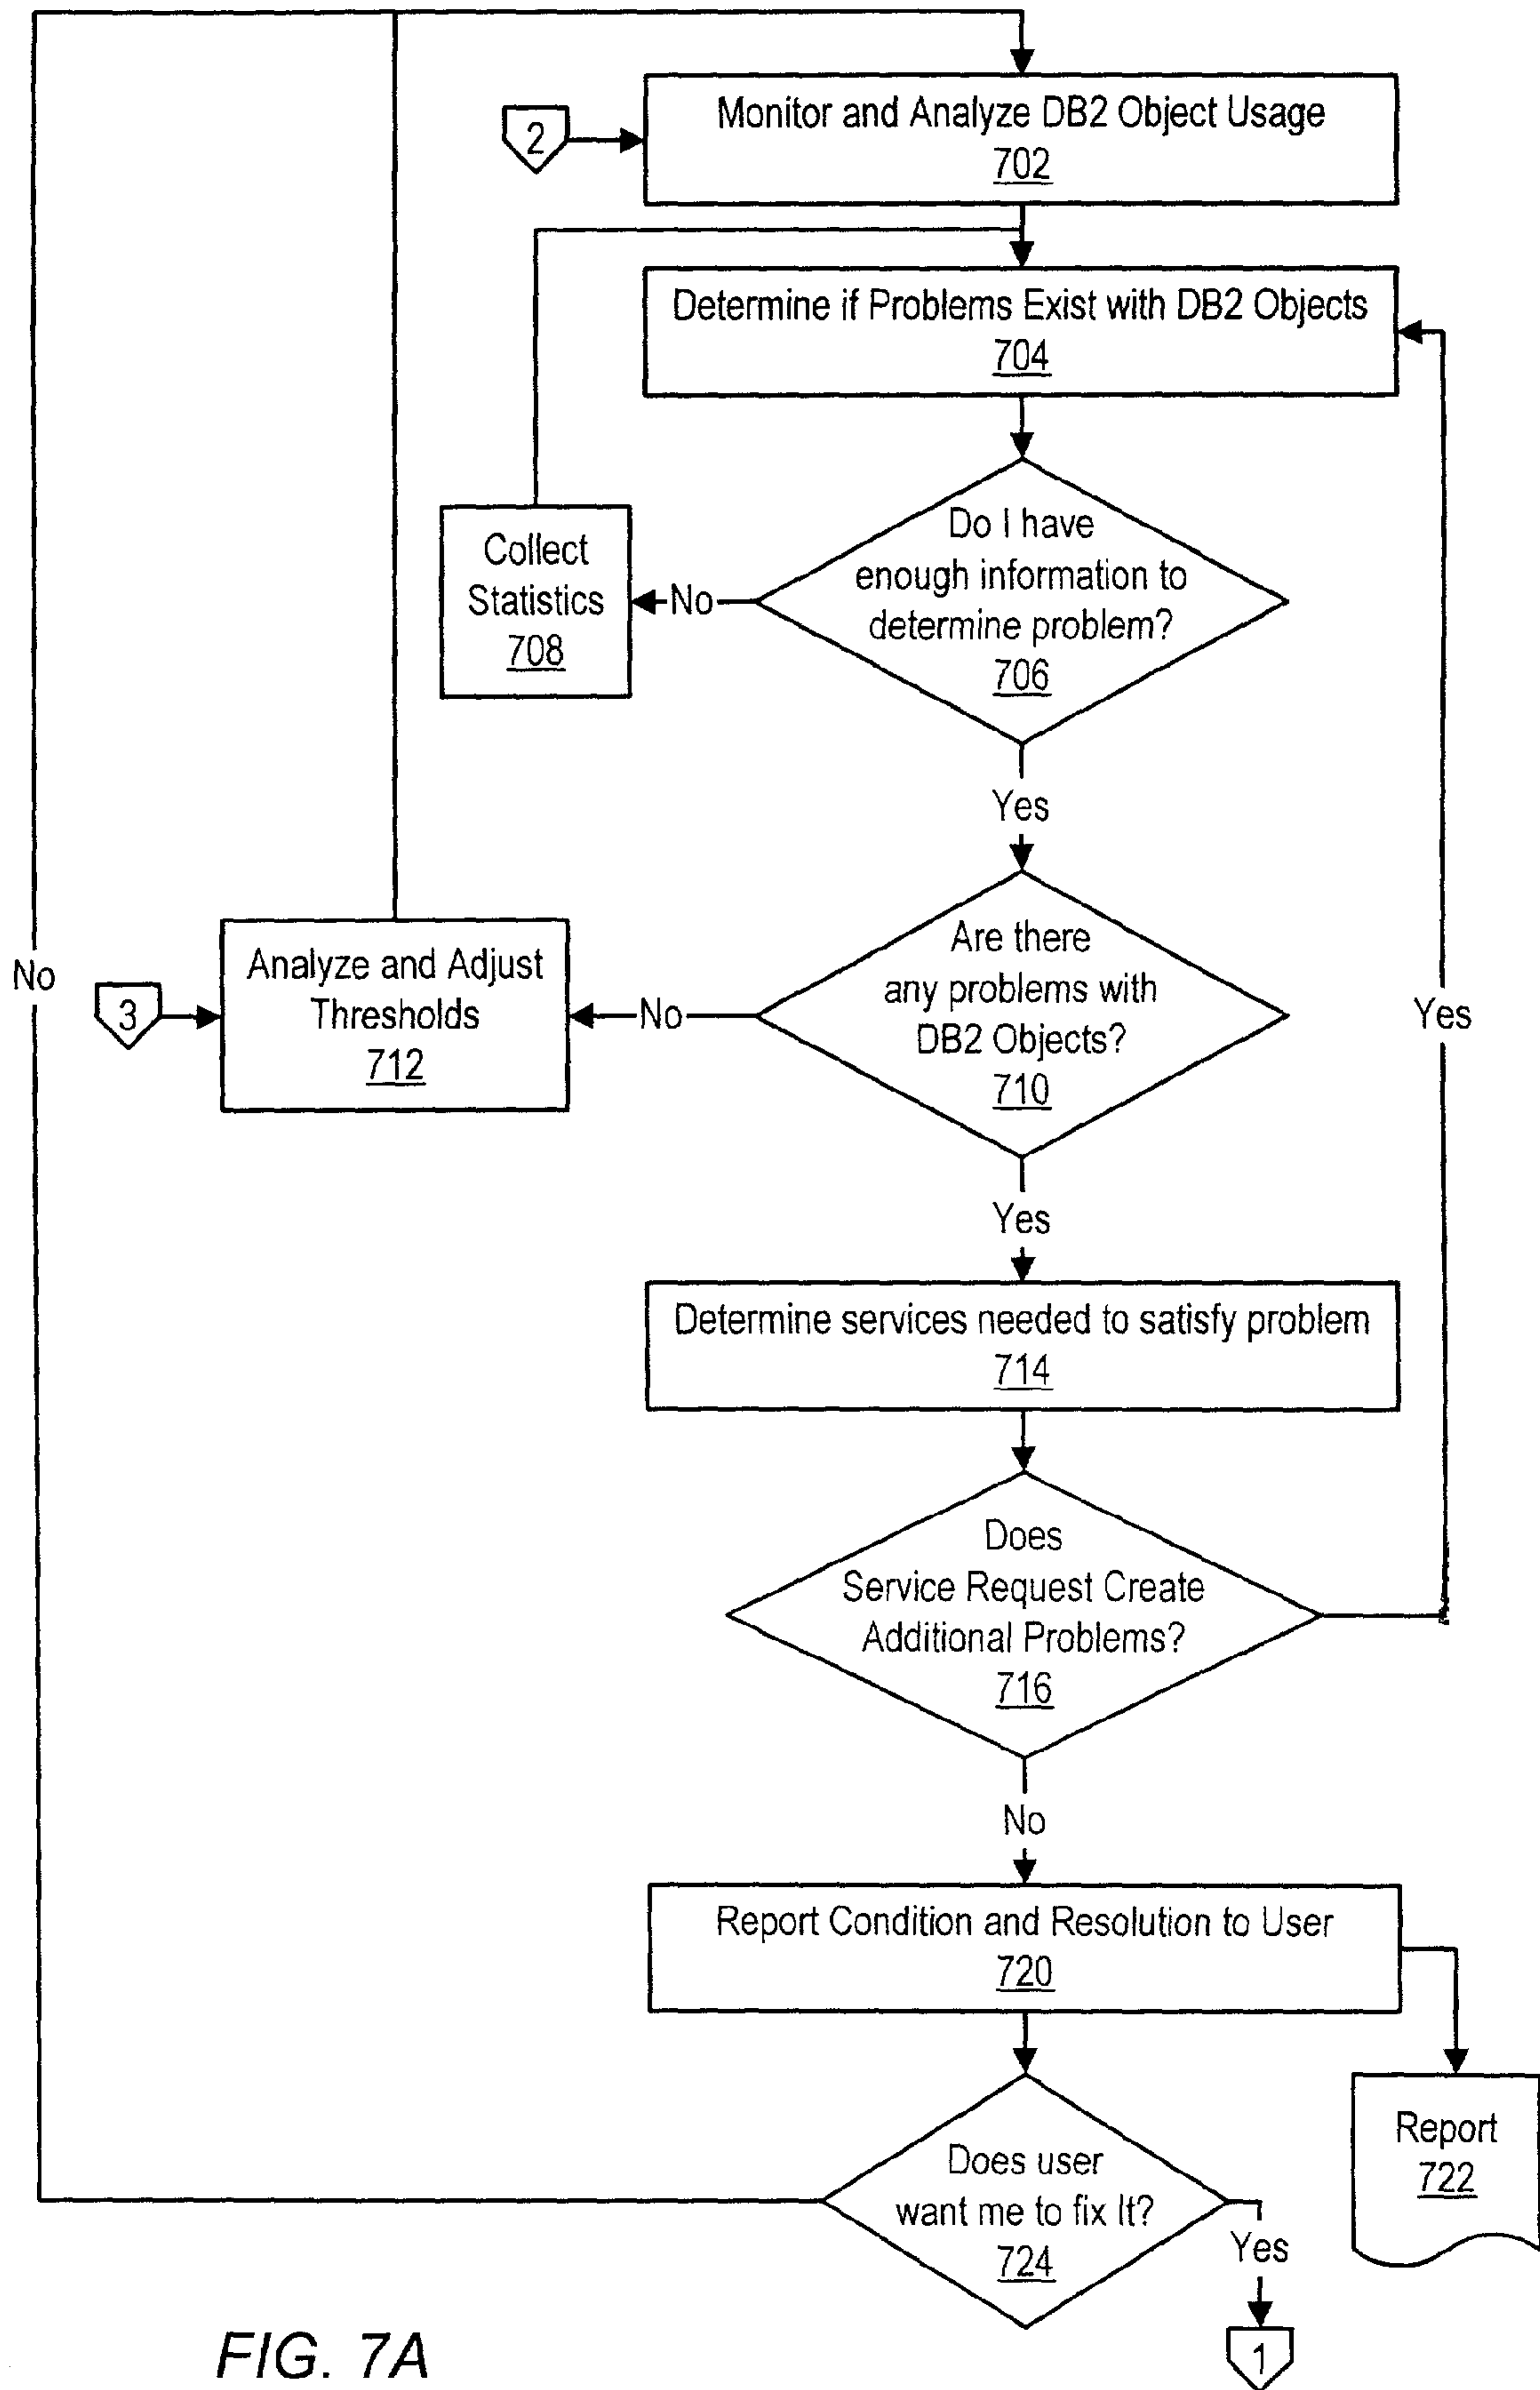 Monitor and Analyze DB2 Object Usage
702
2
Determine if Problems Exist with DB2 Objects
704
Do I have
enough information to
determine problem?
706
No
Collect
Statistics
708
Yes
Are there
any problems with
DB2 Objects?
710
No
Analyze and Adjust
Thresholds
712
3
No
Yes
Yes
Determine services needed to satisfy problem
714
Does
Service Request Create
Additional Problems?
716
No
Report Condition and Resolution to User
720
Report
722
Does user
want me to fix It?
724
Yes
1
FIG. 7A